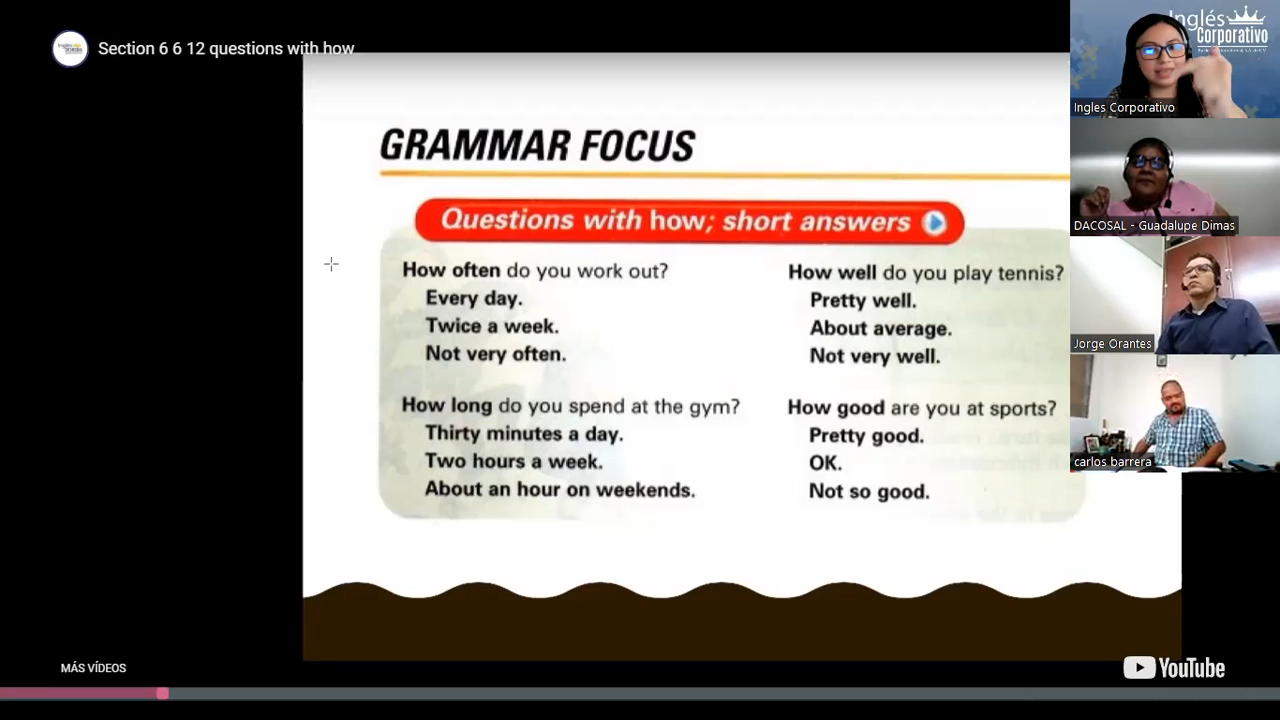 Section 6 6 12 questions with how
GRAMMAR FOCUS
Questions with how; short answers
How often do you work out?
Every day.
Twice a week.
Not very often.
How long do you spend at the gym?
Thirty minutes a day.
Two hours a week.
About an hour on weekends.
How well do you play tennis?
Pretty well.
About average.
Not very well.
How good are you at sports?
Pretty good.
OK.
Not so good.
Inglés
Corporativo
Ingles Corporativo
DACOSAL - Guadalupe Dimas
Jorge Orantes
carlos barrera
MÁS VÍDEOS
YouTube